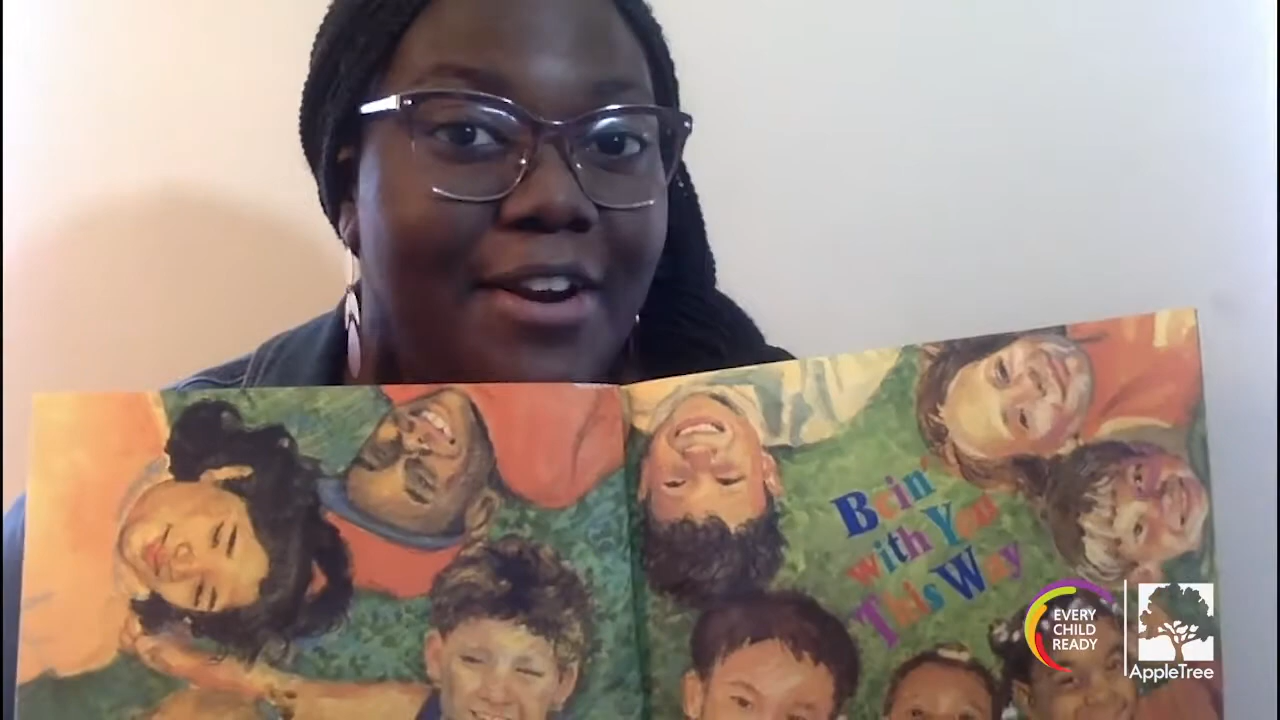 Bein'
with You
This Way
EVERY
CHILD
READY
AppleTree